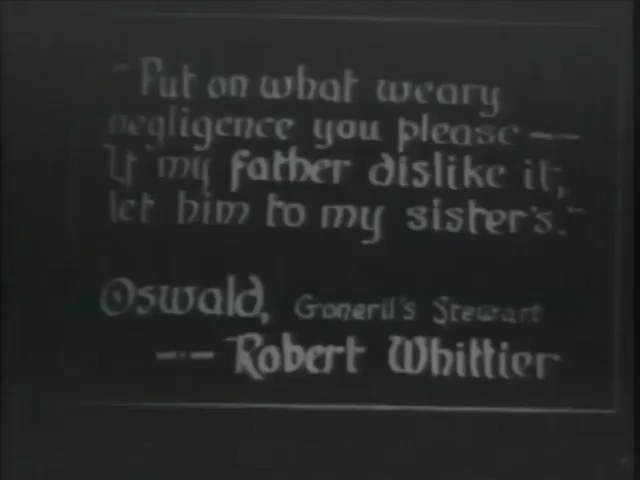 "Put on what weary
negligence you please --
If my father dislike it,
let him to my sister's."
Oswald, Goneril's Stewart
-- Robert Whittier